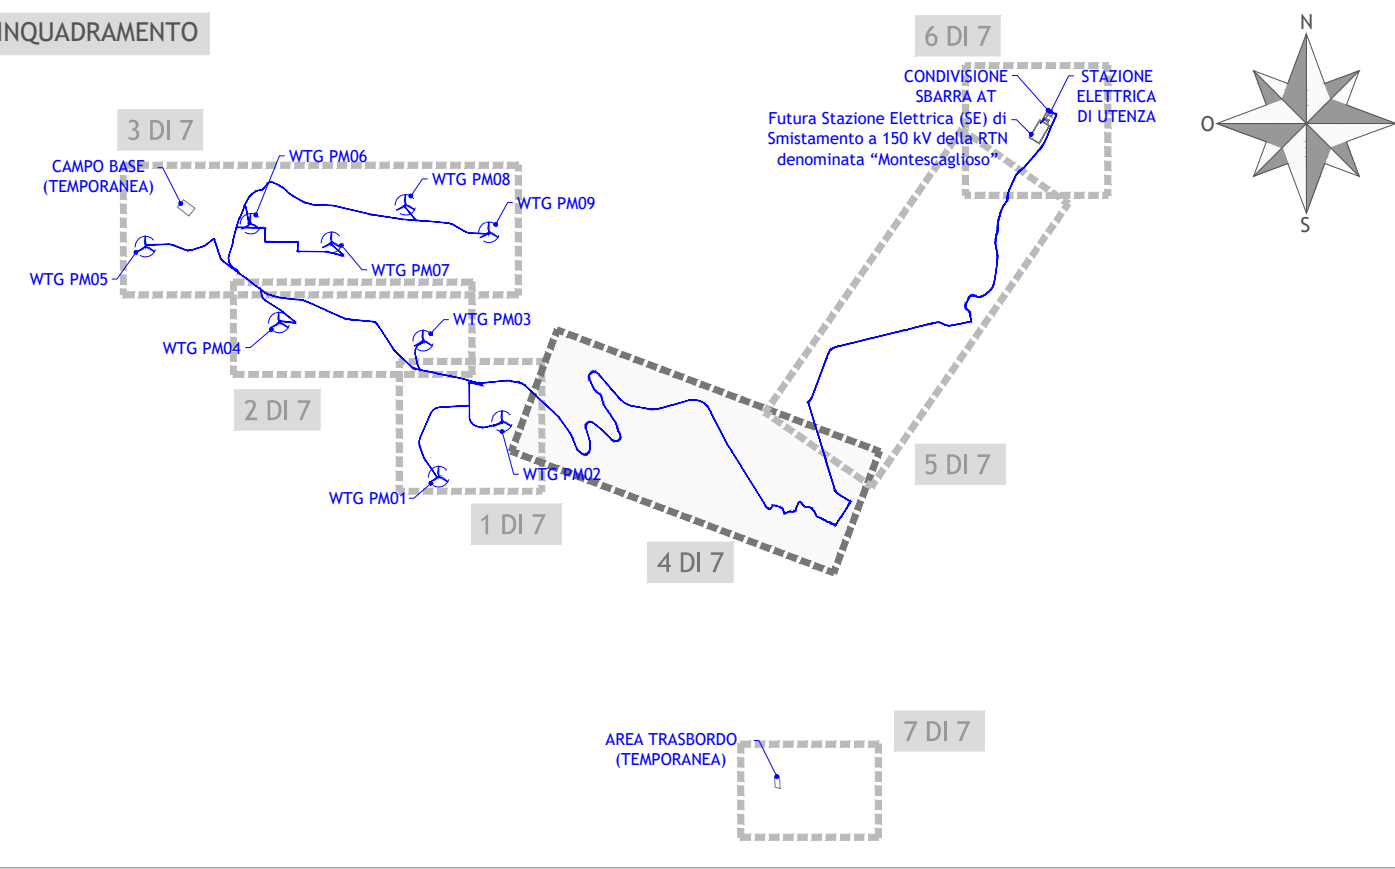 INQUADRAMENTO
6 DI 7
N
CONDIVISIONE
SBARRA AT
STAZIONE
ELETTRICA
DI UTENZA
Futura Stazione Elettrica (SE) di
Smistamento a 150 kV della RTN
denominata “Montescaglioso”
O
S
3 DI 7
CAMPO BASE
(TEMPORANEA)
WTG PM06
WTG PM08
WTG PM09
WTG PM05
WTG PM07
WTG PM03
WTG PM04
2 DI 7
WTG PM02
WTG PM01
1 DI 7
5 DI 7
4 DI 7
7 DI 7
AREA TRASBORDO
(TEMPORANEA)